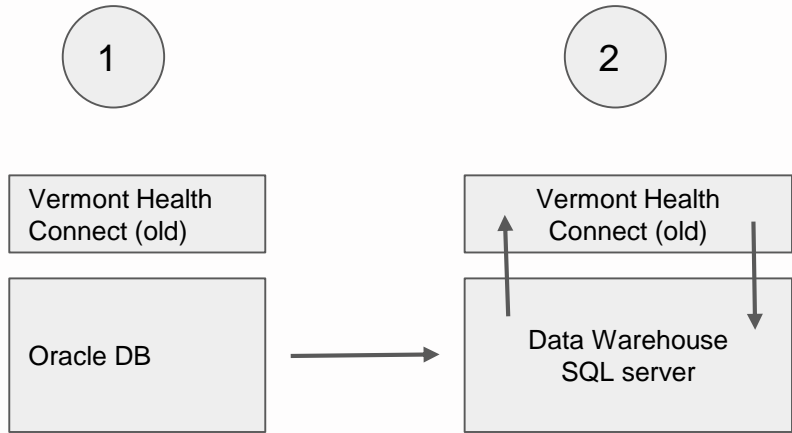 1
2
Vermont Health
Connect (old)
Vermont Health
Connect (old)
Oracle DB
Data Warehouse
SQL server